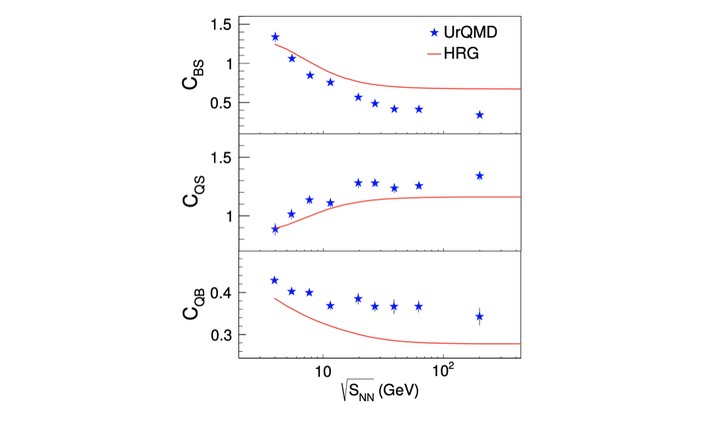 1.5
1
0.5
C_BS
★ UrQMD
— HRG
1.5
1
C_QS
0.4
0.3
C_QB
10
10²
√S_NN (GeV)